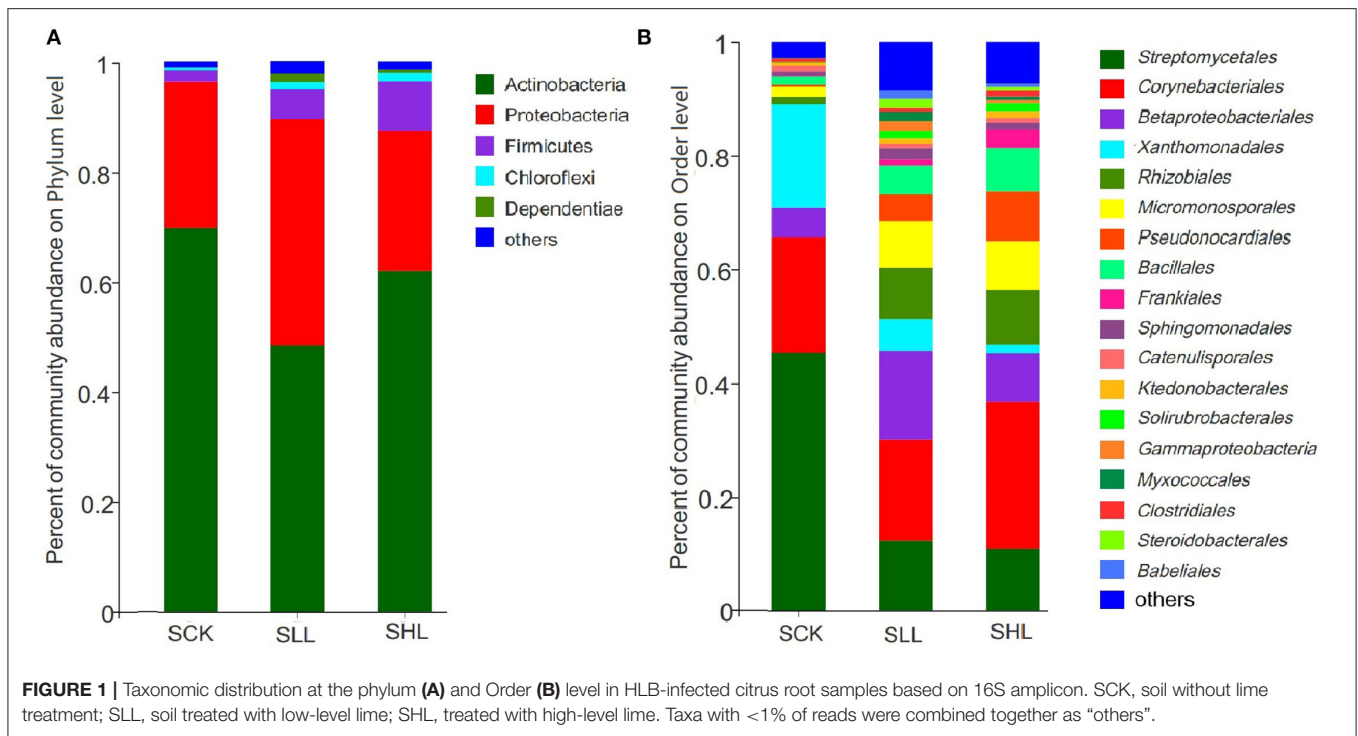 A
Percent of community abundance on Phylum level
1
0.8
0.6
0.4
0.2
0
SCK
SLL
SHL
Actinobacteria
Proteobacteria
Firmicutes
Chloroflexi
Dependentiae
others
B
Percent of community abundance on Order level
1
0.8
0.6
0.4
0.2
0
SCK
SLL
SHL
Streptomycetales
Corynebacteriales
Betaproteobacteriales
Xanthomonadales
Rhizobiales
Micromonosporales
Pseudonocardiales
Bacillales
Frankiales
Sphingomonadales
Catenulisporales
Ktedonobacterales
Solirubrobacterales
Gammaproteobacteria
Myxococcales
Clostridiales
Steroidobacterales
Babeliales
others
FIGURE 1 | Taxonomic distribution at the phylum (A) and Order (B) level in HLB-infected citrus root samples based on 16S amplicon. SCK, soil without lime
treatment; SLL, soil treated with low-level lime; SHL, treated with high-level lime. Taxa with <1% of reads were combined together as “others”.